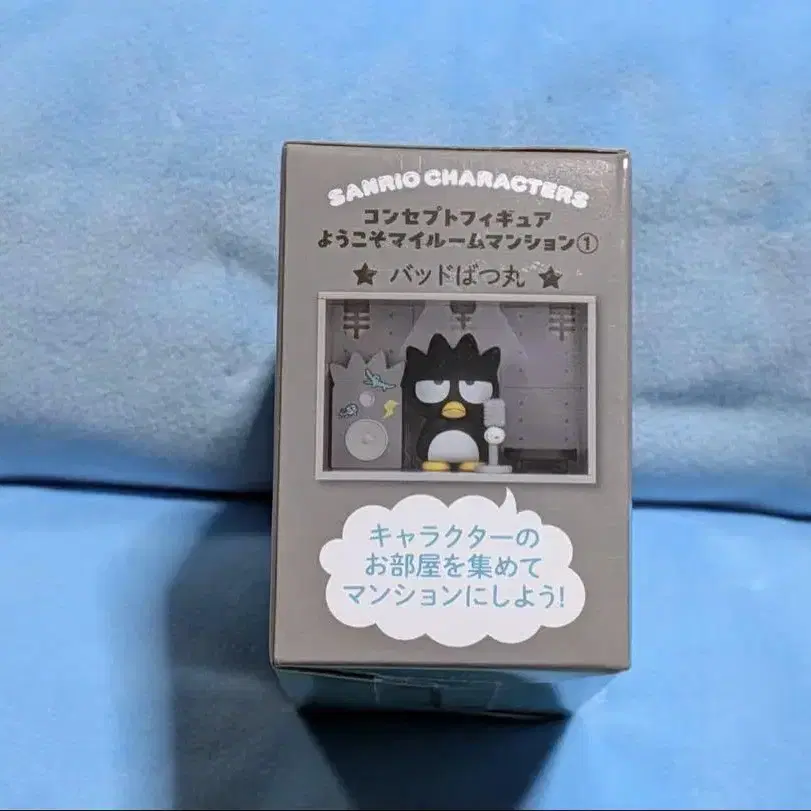 SANRIO CHARACTERS
コンセプトフィギュア
ようこそマイルームマンション①
★ バッドばつ丸 ★
キャラクターの
お部屋を集めて
マンションにしよう!